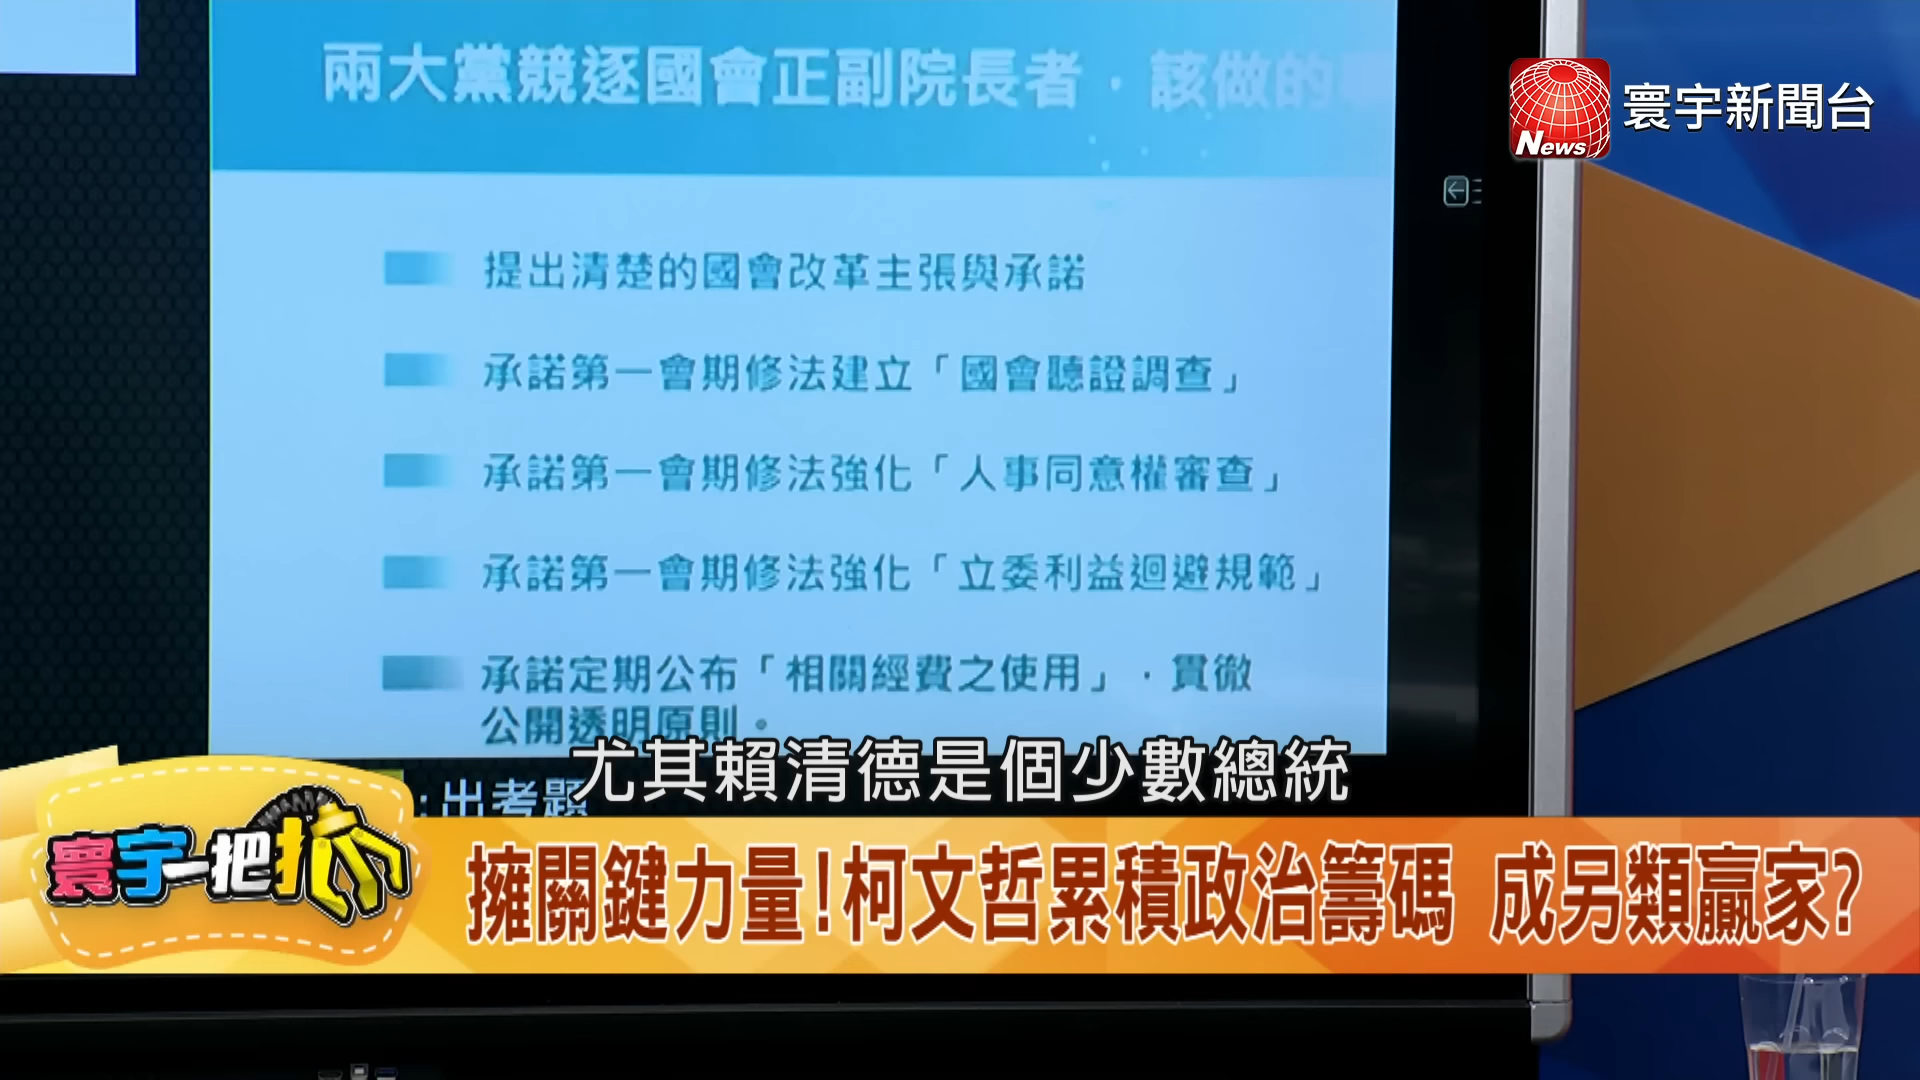 兩大黨競逐國會正副院長者，該做的
News
寰宇新聞台
提出清楚的國會改革主張與承諾
承諾第一會期修法建立「國會聽證調查」
承諾第一會期修法強化「人事同意權審查」
承諾第一會期修法強化「立委利益迴避規範」
承諾定期公布「相關經費之使用」，貫徹
公開透明原則。
:出考題
尤其賴清德是個少數總統
寰宇一把抓
擁關鍵力量!柯文哲累積政治籌碼 成另類贏家?